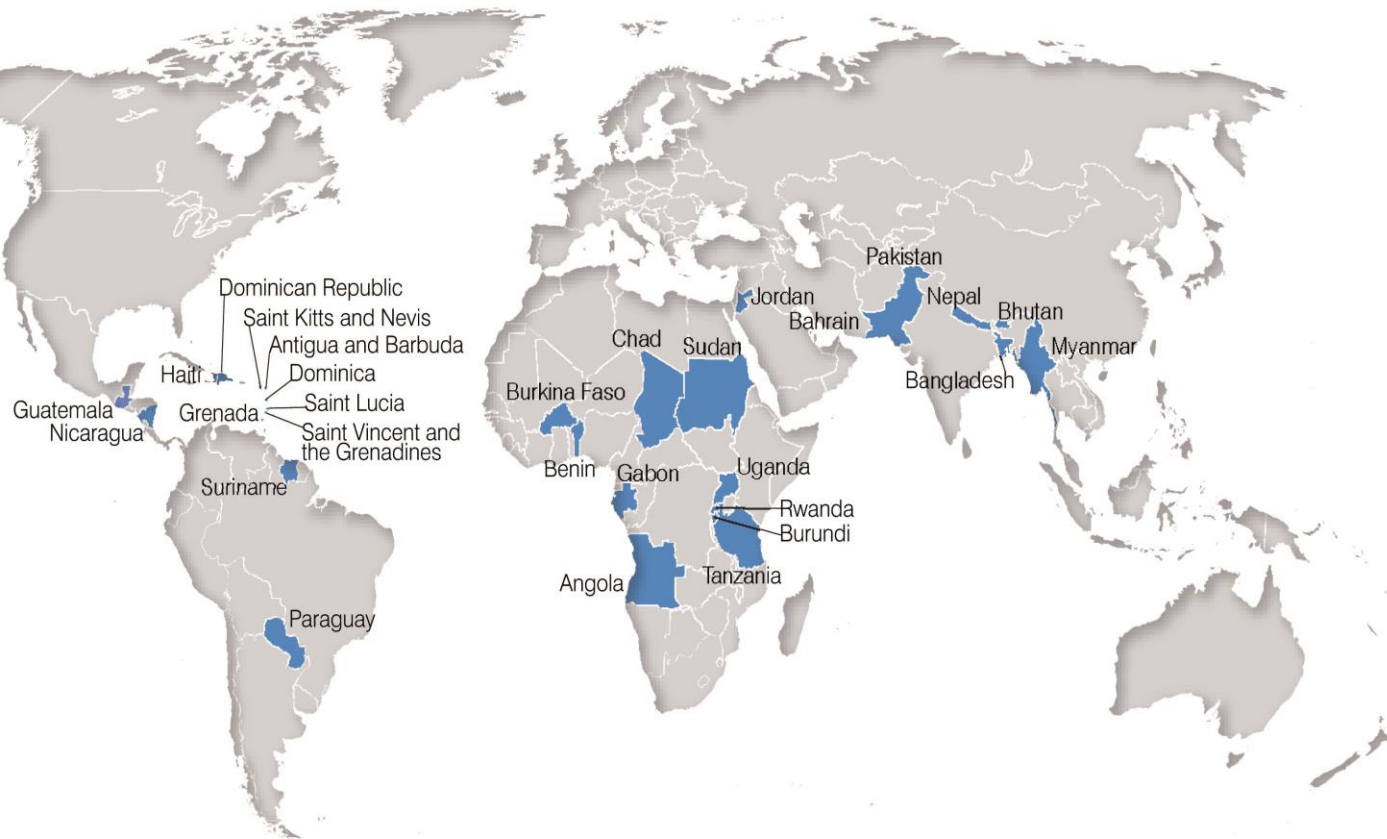 Dominican Republic
Saint Kitts and Nevis
Antigua and Barbuda
Haiti
Dominica
Guatemala
Grenada
Saint Lucia
Nicaragua
Saint Vincent and
the Grenadines
Suriname
Paraguay
Burkina Faso
Chad
Sudan
Benin
Gabon
Uganda
Rwanda
Burundi
Angola
Tanzania
Jordan
Bahrain
Pakistan
Nepal
Bhutan
Myanmar
Bangladesh